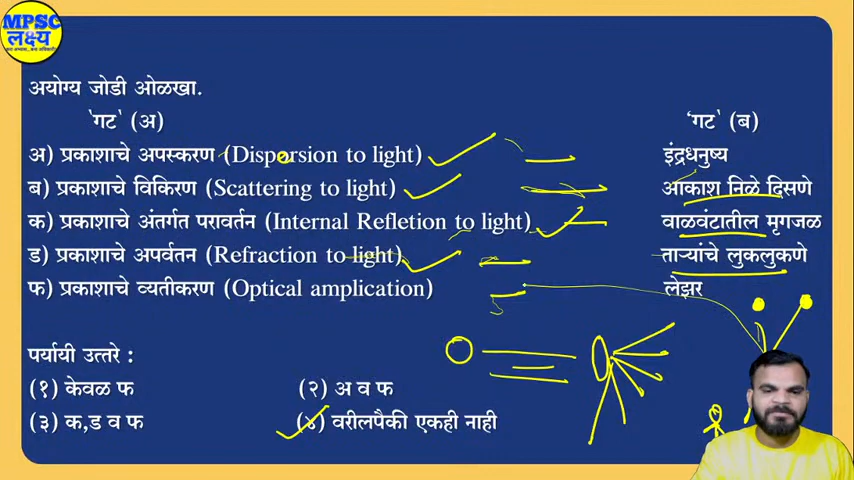 MPSC
लक्ष्य
अयोग्य जोडी ओळखा.
'गट' (अ) 'गट' (ब)
अ) प्रकाशाचे अपस्करण (Dispersion to light) इंद्रधनुष्य
ब) प्रकाशाचे विकिरण (Scattering to light) आकाश निळे दिसणे
क) प्रकाशाचे अंतर्गत परावर्तन (Internal Refletion to light) वाळवंटातील मृगजळ
ड) प्रकाशाचे अपर्वतन (Refraction to light) ताऱ्यांचे लुकलुकणे
फ) प्रकाशाचे व्यतीकरण (Optical amplication) लेझर
पर्यायी उत्तरे :
(१) केवळ फ (२) अ व फ
(३) क,ड व फ (४) वरीलपैकी एकही नाही